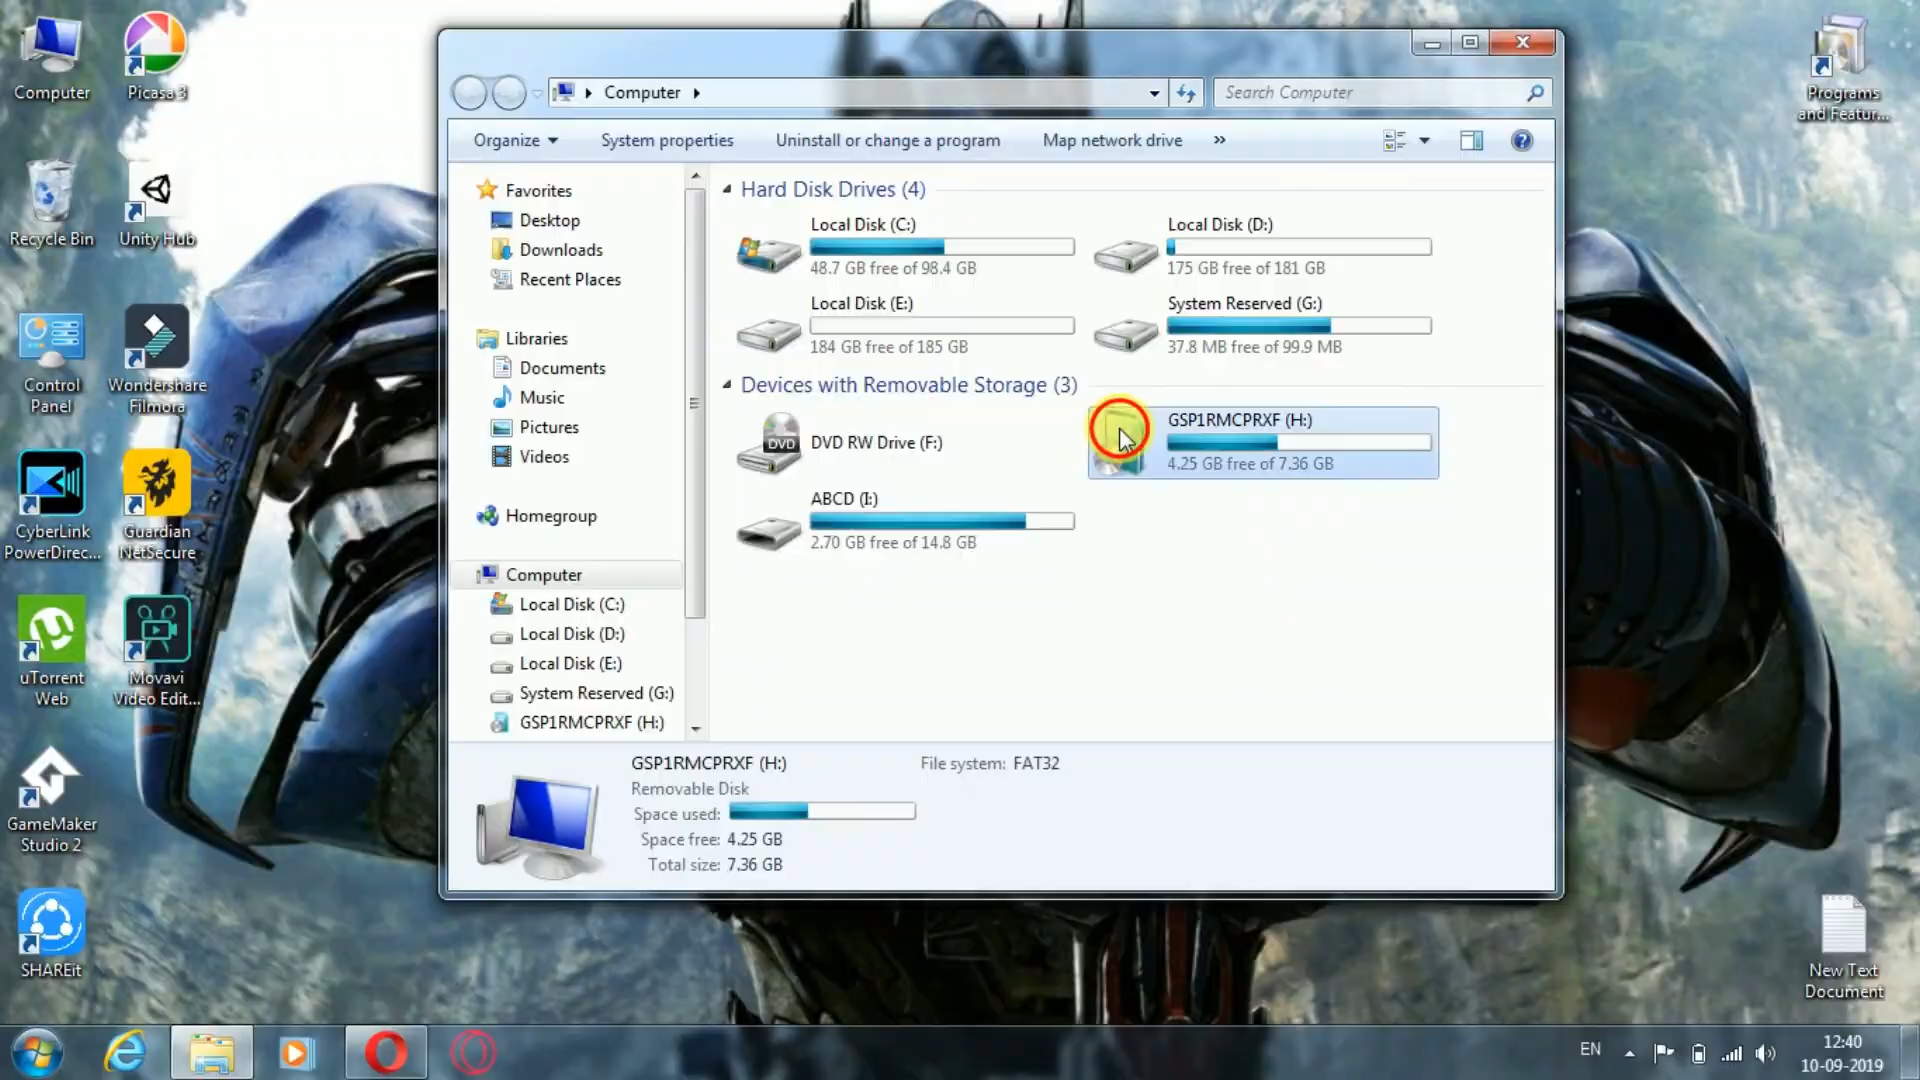 Computer
Picasa 3
Recycle Bin
Unity Hub
Control
Panel
Wondershare
Filmora
CyberLink
PowerDirec...
Guardian
NetSecure
uTorrent
Web
Movavi
Video Edit...
GameMaker
Studio 2
SHAREit
Computer
Search Computer
Organize
System properties
Uninstall or change a program
Map network drive
»
Favorites
Desktop
Downloads
Recent Places
Libraries
Documents
Music
Pictures
Videos
Homegroup
Computer
Local Disk (C:)
Local Disk (D:)
Local Disk (E:)
System Reserved (G:)
GSP1RMCPRXF (H:)
Hard Disk Drives (4)
Local Disk (C:)
48.7 GB free of 98.4 GB
Local Disk (D:)
175 GB free of 181 GB
Local Disk (E:)
184 GB free of 185 GB
System Reserved (G:)
37.8 MB free of 99.9 MB
Devices with Removable Storage (3)
DVD
DVD RW Drive (F:)
GSP1RMCPRXF (H:)
4.25 GB free of 7.36 GB
ABCD (I:)
2.70 GB free of 14.8 GB
GSP1RMCPRXF (H:)
File system: FAT32
Removable Disk
Space used:
Space free: 4.25 GB
Total size: 7.36 GB
Programs
and Featur...
New Text
Document
EN
12:40
10-09-2019